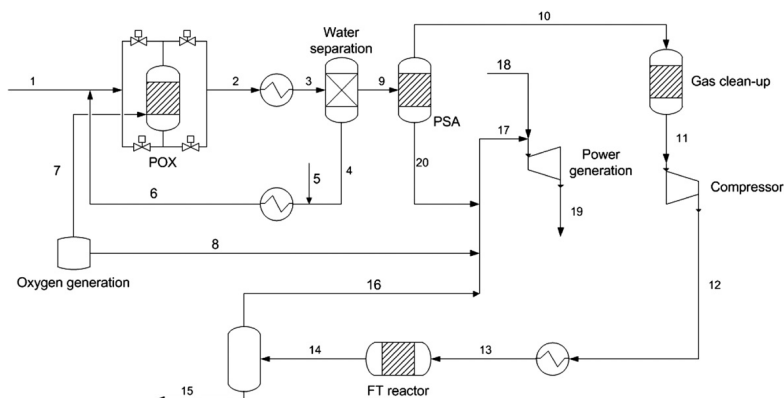 10
Water
separation
18
1
2
3
9
Gas clean-up
PSA
7
POX
17
11
Power
generation
5
4
20
6
Compressor
19
8
Oxygen generation
16
12
14
13
15
FT reactor